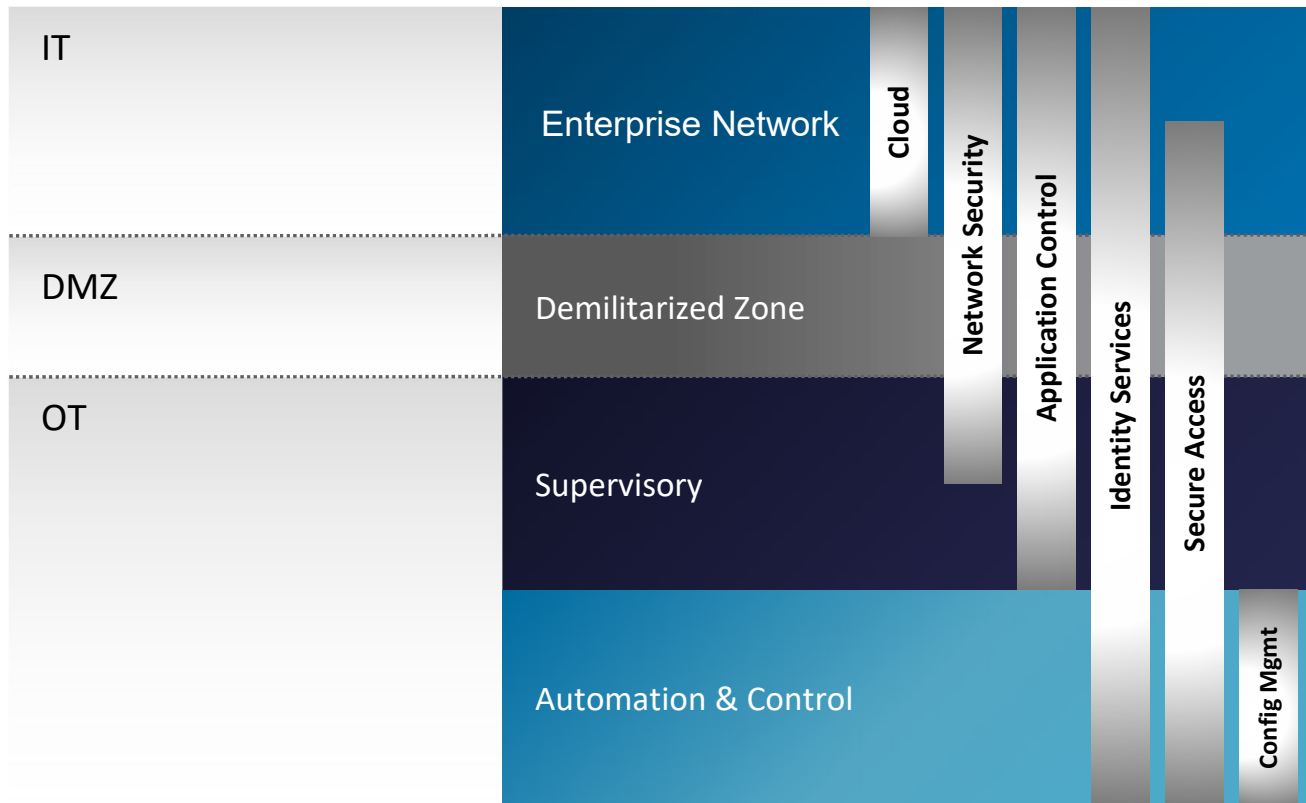 IT
Enterprise Network
DMZ
Demilitarized Zone
OT
Supervisory
Automation & Control
Cloud
Network Security
Application Control
Identity Services
Secure Access
Config Mgmt